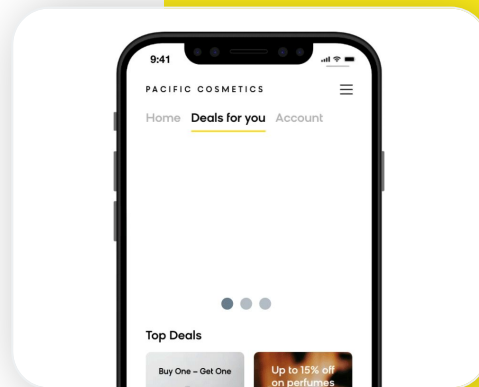 9:41
PACIFIC COSMETICS
Home Deals for you Account
Top Deals
Buy One – Get One
Up to 15% off
on perfumes